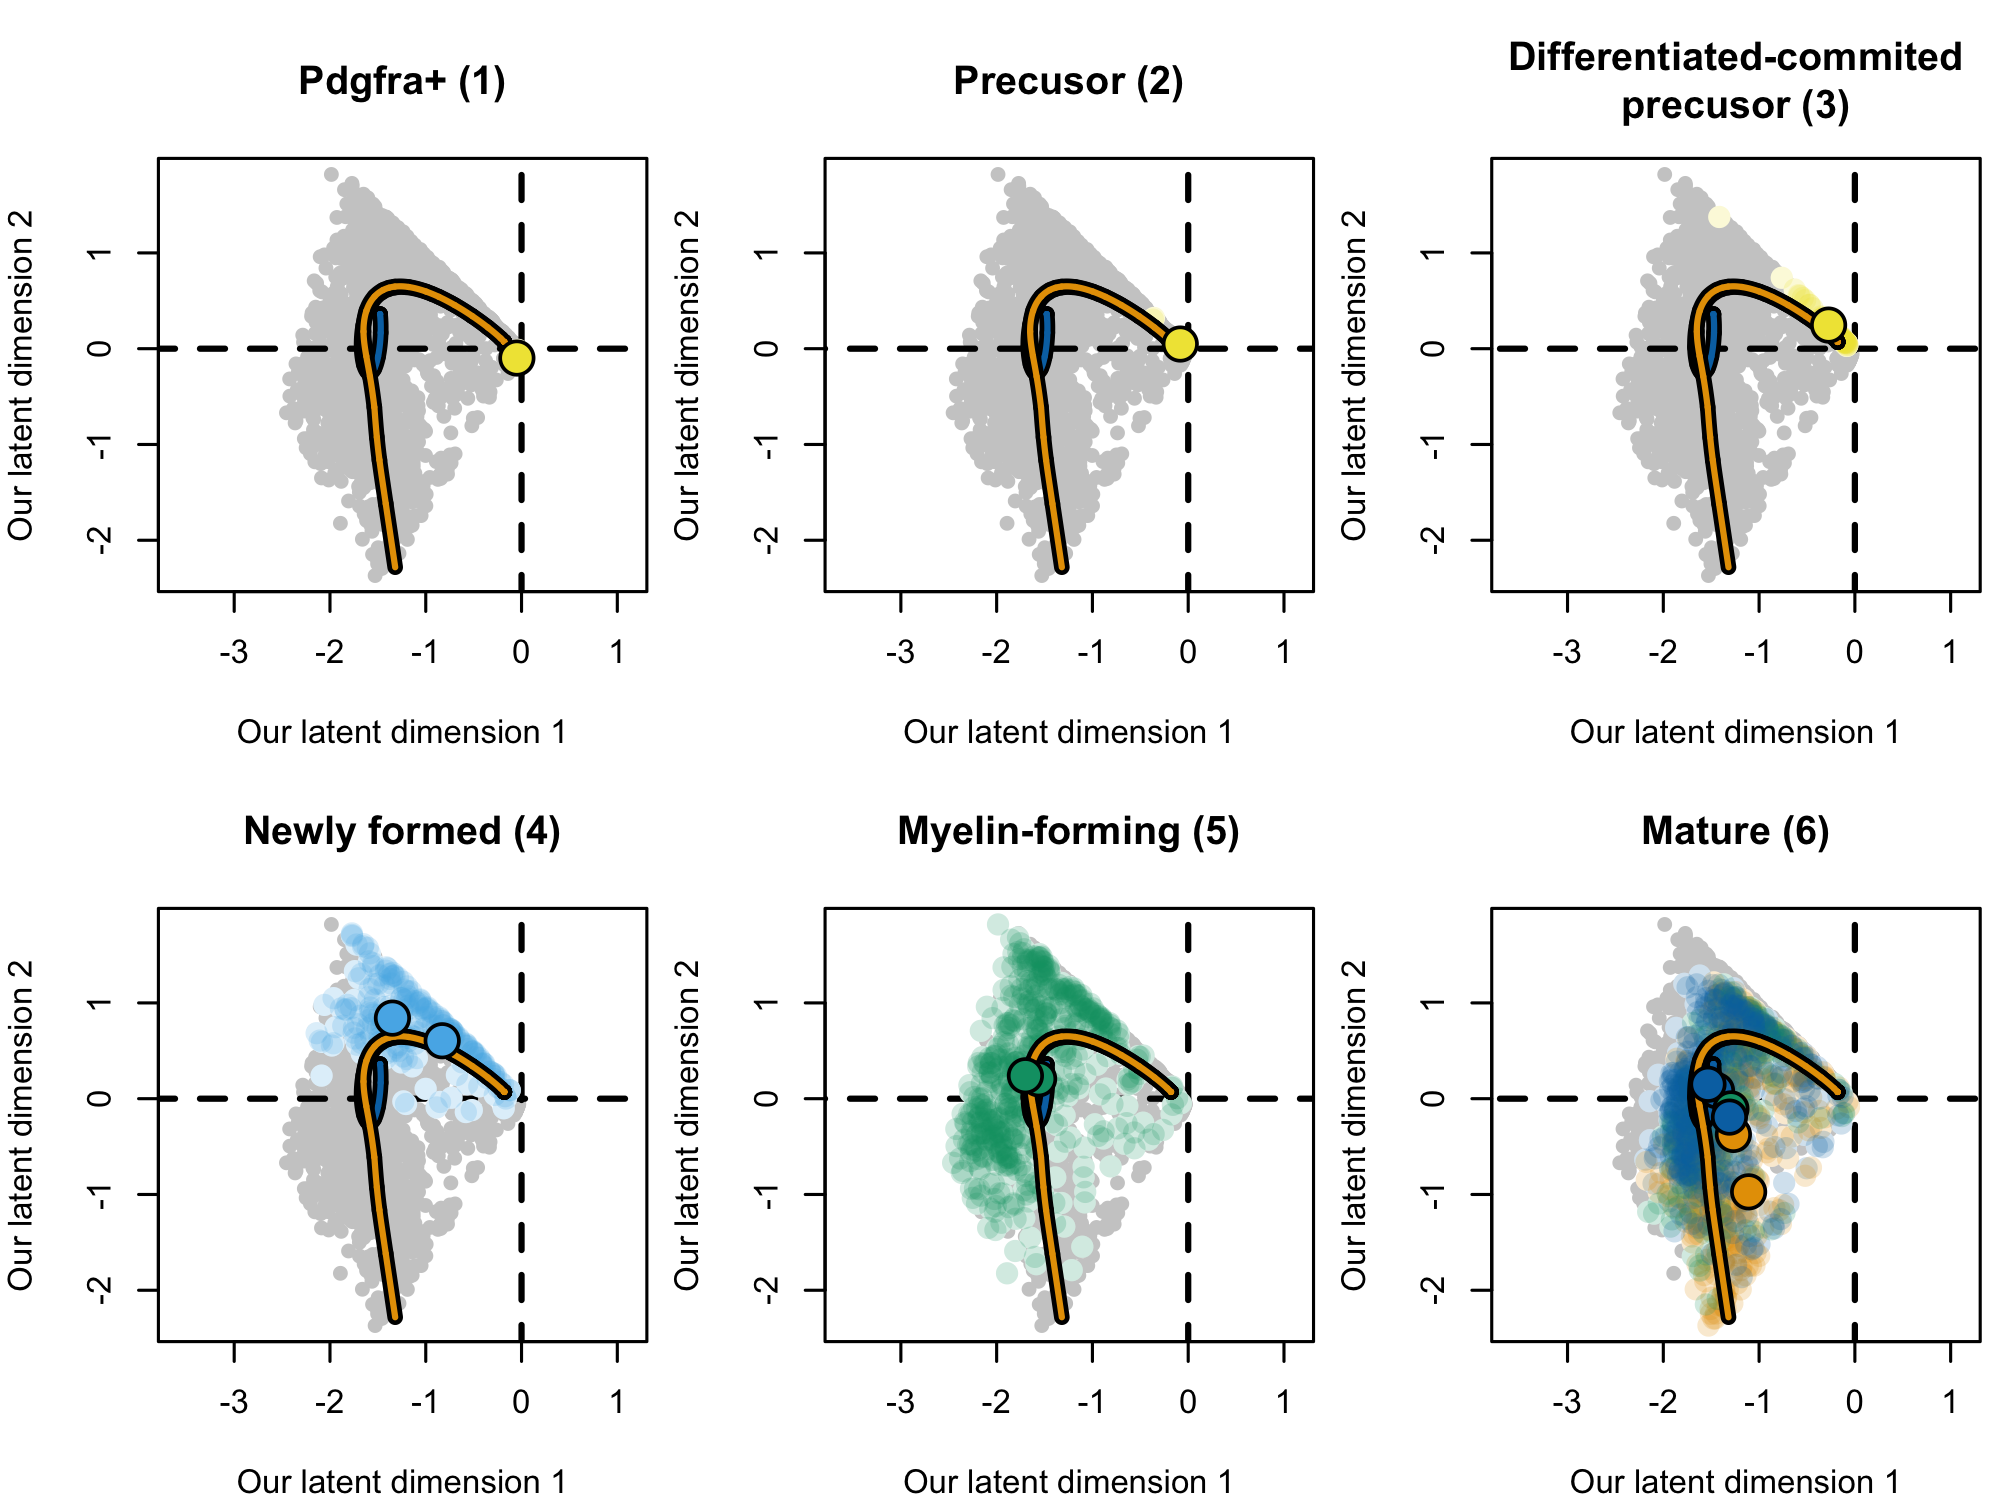 Pdgfra+ (1)
Our latent dimension 2
1
0
-1
-2
-3 -2 -1 0 1
Our latent dimension 1
Precusor (2)
Our latent dimension 2
1
0
-1
-2
-3 -2 -1 0 1
Our latent dimension 1
Differentiated-commited
precusor (3)
Our latent dimension 2
1
0
-1
-2
-3 -2 -1 0 1
Our latent dimension 1
Newly formed (4)
Our latent dimension 2
1
0
-1
-2
-3 -2 -1 0 1
Our latent dimension 1
Myelin-forming (5)
Our latent dimension 2
1
0
-1
-2
-3 -2 -1 0 1
Our latent dimension 1
Mature (6)
Our latent dimension 2
1
0
-1
-2
-3 -2 -1 0 1
Our latent dimension 1